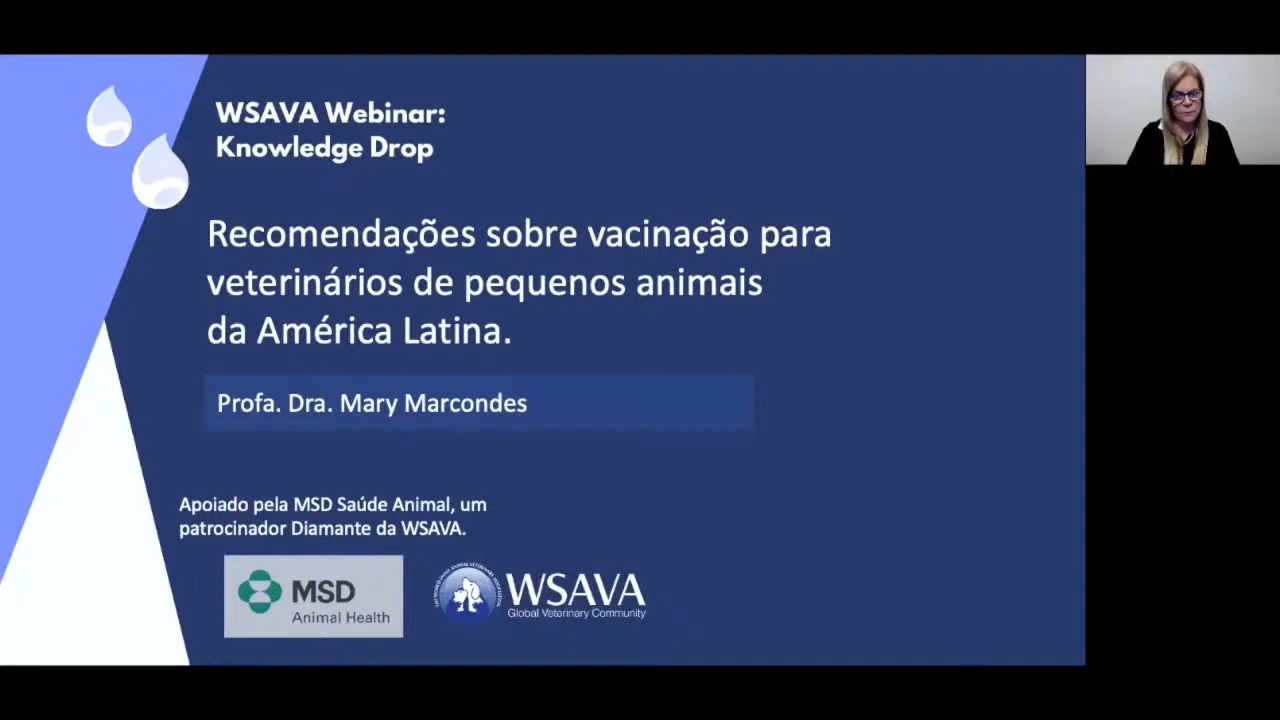 WSAVA Webinar:
Knowledge Drop
Recomendações sobre vacinação para
veterinários de pequenos animais
da América Latina.
Profa. Dra. Mary Marcondes
Apoiado pela MSD Saúde Animal, um
patrocinador Diamante da WSAVA.
MSD
Animal Health
WSAVA
Global Veterinary Community